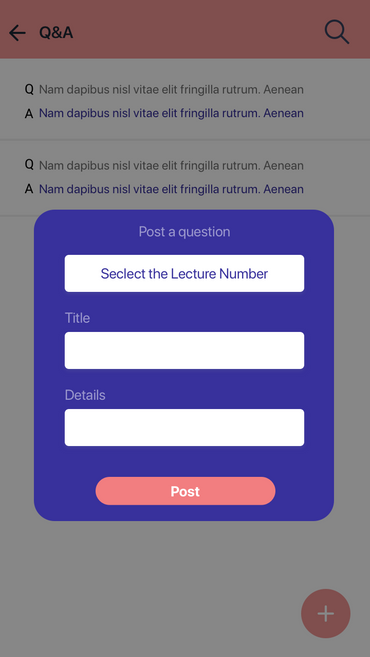 Q&A
Q Nam dapibus nisl vitae elit fringilla rutrum. Aenean
A Nam dapibus nisl vitae elit fringilla rutrum. Aenean
Q Nam dapibus nisl vitae elit fringilla rutrum. Aenean
A Nam dapibus nisl vitae elit fringilla rutrum. Aenean
Post a question
Seclect the Lecture Number
Title
Details
Post